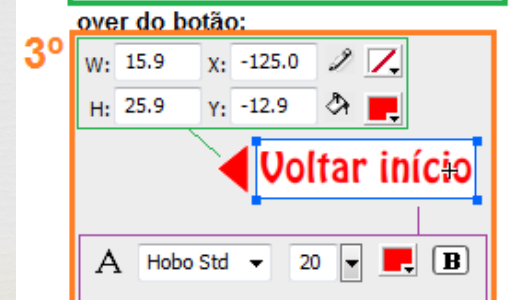 over do botão:
3º
W: 15.9 X: -125.0
H: 25.9 Y: -12.9
Voltar início
A Hobo Std 20 B